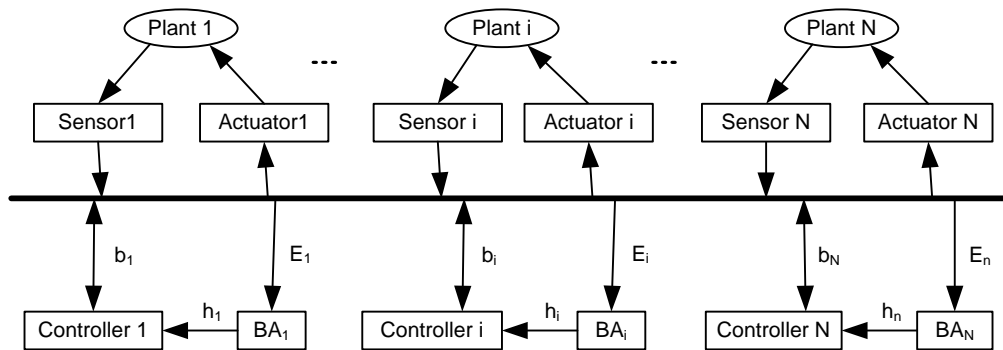 Plant 1 Plant i Plant N
... ...
Sensor1 Actuator1 Sensor i Actuator i Sensor N Actuator N
b1 E1 bi Ei bN En
h1 hi hn
Controller 1 BA1 Controller i BAi Controller N BAN